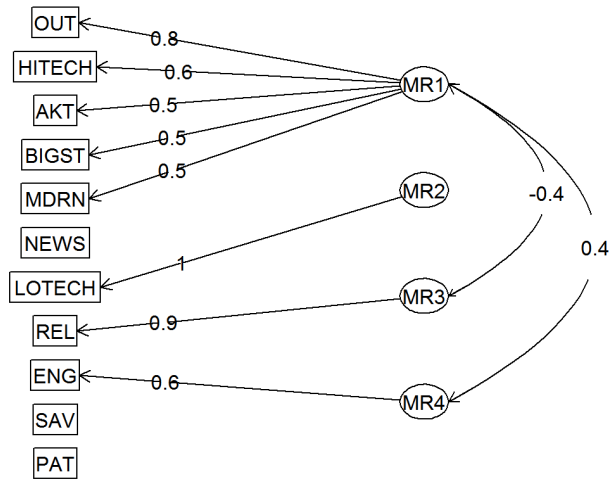 OUT
0.8
HITECH
0.6
MR1
AKT
0.5
BIGST
0.5
MDRN
0.5
MR2
-0.4
NEWS
0.4
LOTECH
1
MR3
REL
0.9
ENG
0.6
MR4
SAV
PAT